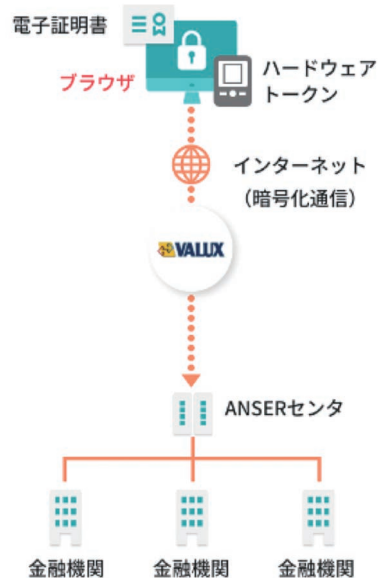 電子証明書
ブラウザ
ハードウェア
トークン
インターネット
（暗号化通信）
VALUX
ANSERセンタ
金融機関
金融機関
金融機関